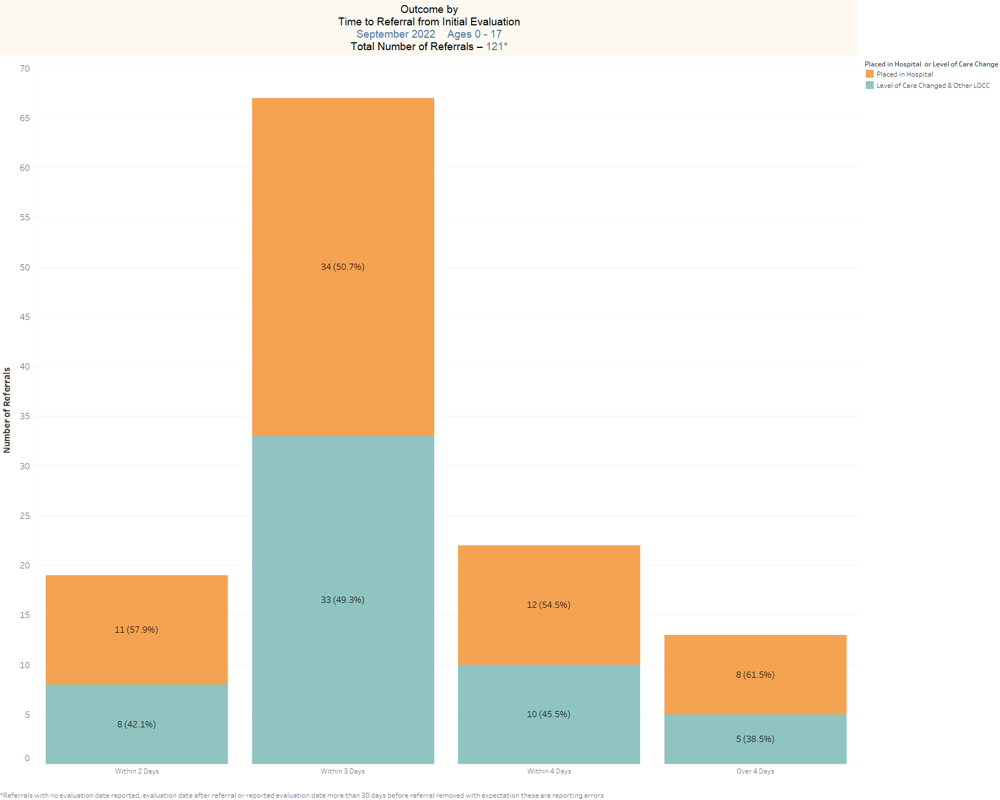 Outcome by
Time to Referral from Initial Evaluation
September 2022 Ages 0 - 17
Total Number of Referrals – 121*
Placed in Hospital or Level of Care Change
Placed in Hospital
Level of Care Changed & Other LOCC
Number of Referrals
70
65
60
55
50
45
40
35
30
25
20
15
10
5
0
11 (57.9%)
8 (42.1%)
34 (50.7%)
33 (49.3%)
12 (54.5%)
10 (45.5%)
8 (61.5%)
5 (38.5%)
Within 2 Days
Within 3 Days
Within 4 Days
Over 4 Days
*Referrals with no evaluation date reported, evaluation date after referral or reported evaluation date more than 30 days before referral removed with expectation these are reporting errors